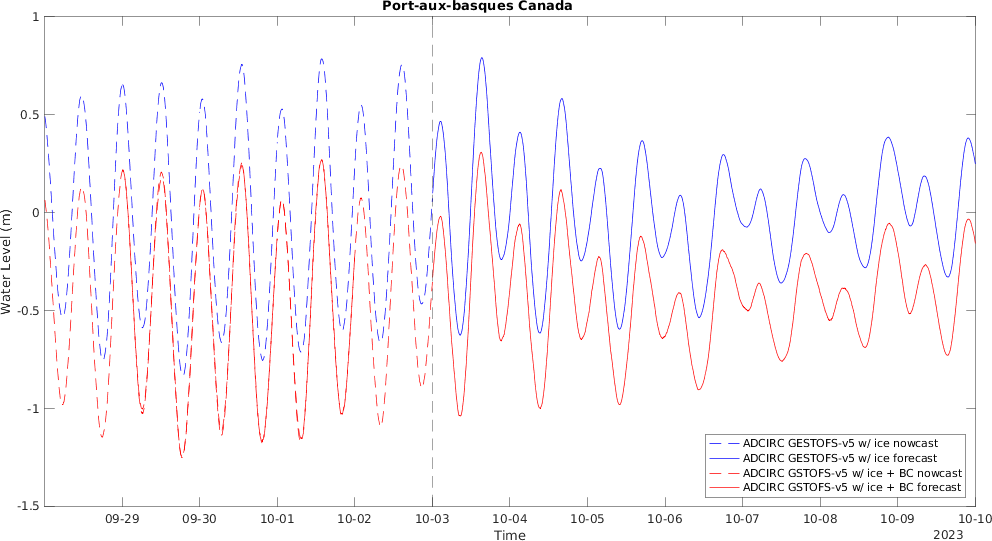 Port-aux-basques Canada
1
0.5
0
-0.5
-1
-1.5
Water Level (m)
ADCIRC GESTOFS-v5 w/ ice nowcast
ADCIRC GESTOFS-v5 w/ ice forecast
ADCIRC GSTOFS-v5 w/ ice + BC nowcast
ADCIRC GSTOFS-v5 w/ ice + BC forecast
09-29 09-30 10-01 10-02 10-03 10-04 10-05 10-06 10-07 10-08 10-09 10-10
Time
2023